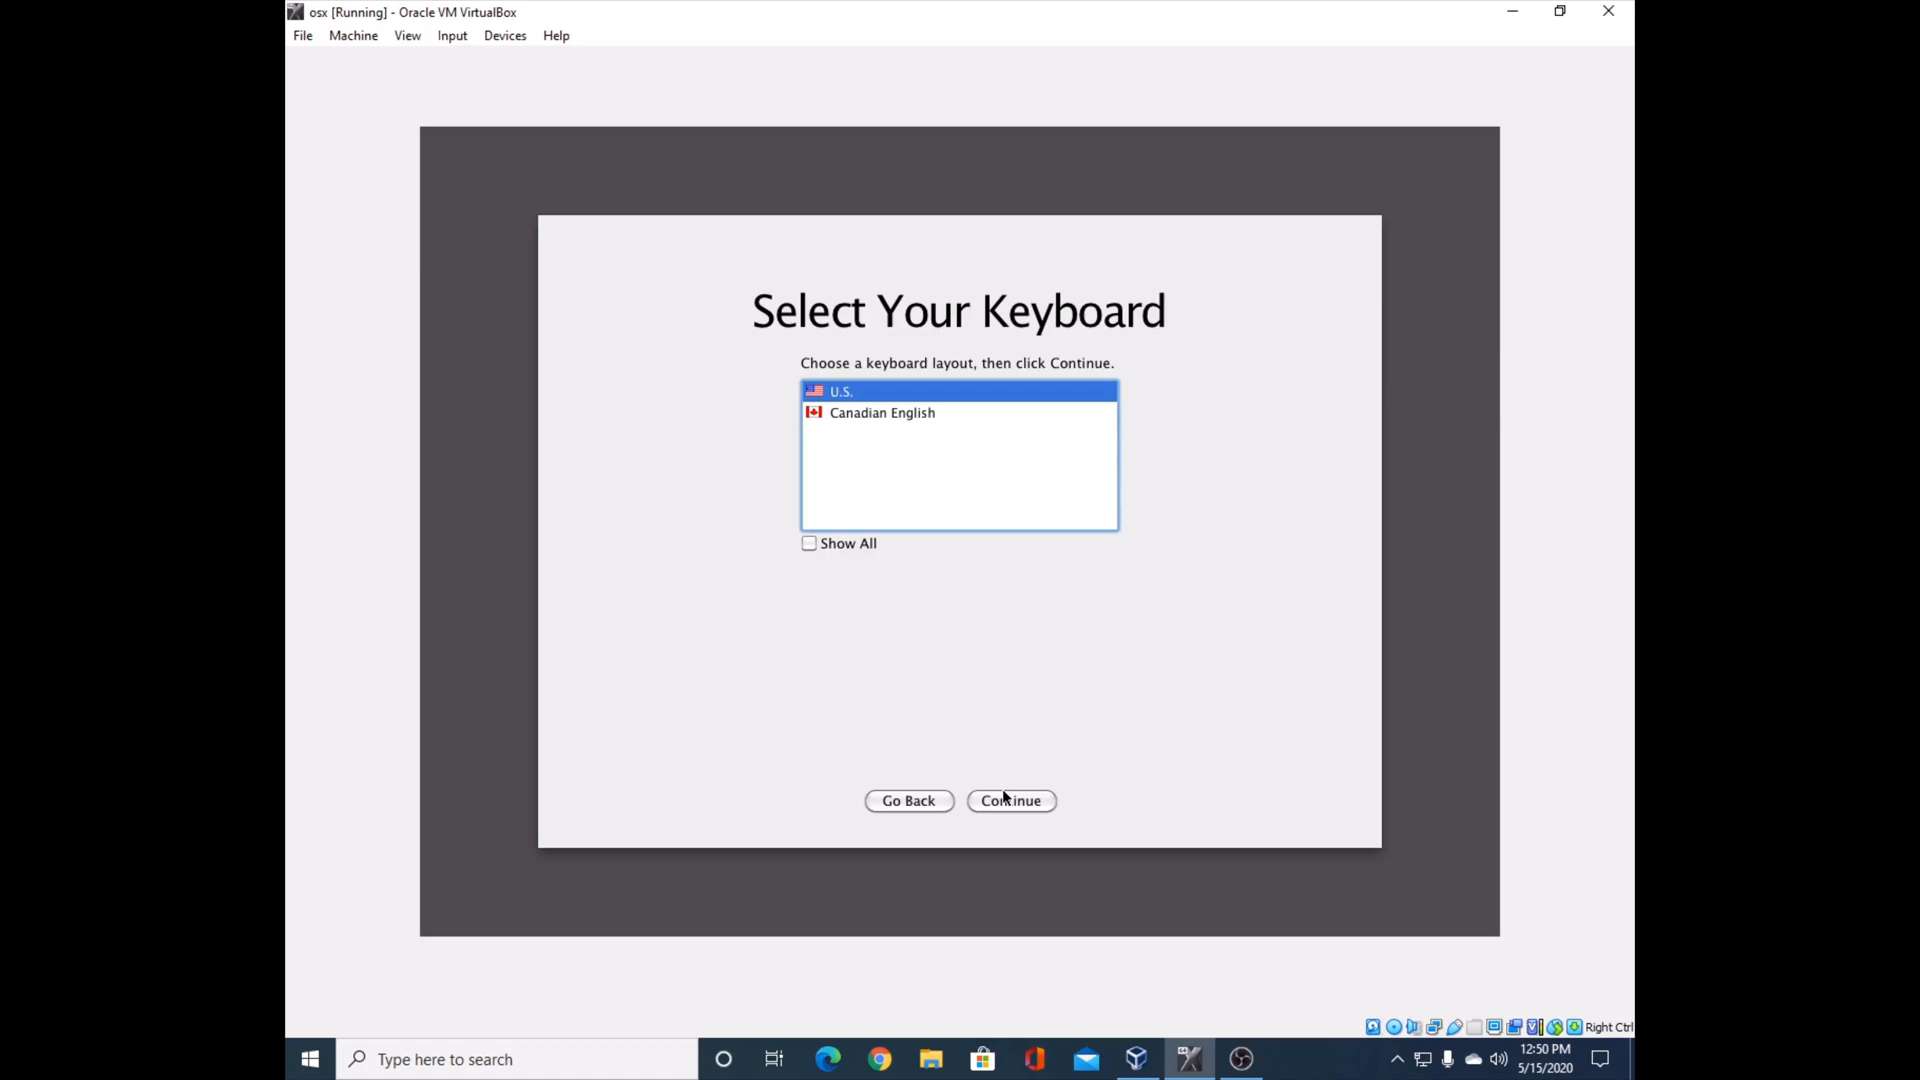 osx [Running] - Oracle VM VirtualBox
File Machine View Input Devices Help
Select Your Keyboard
Choose a keyboard layout, then click Continue.
U.S.
Canadian English
Show All
Go Back Continue
Right Ctrl
Type here to search
12:50 PM
5/15/2020